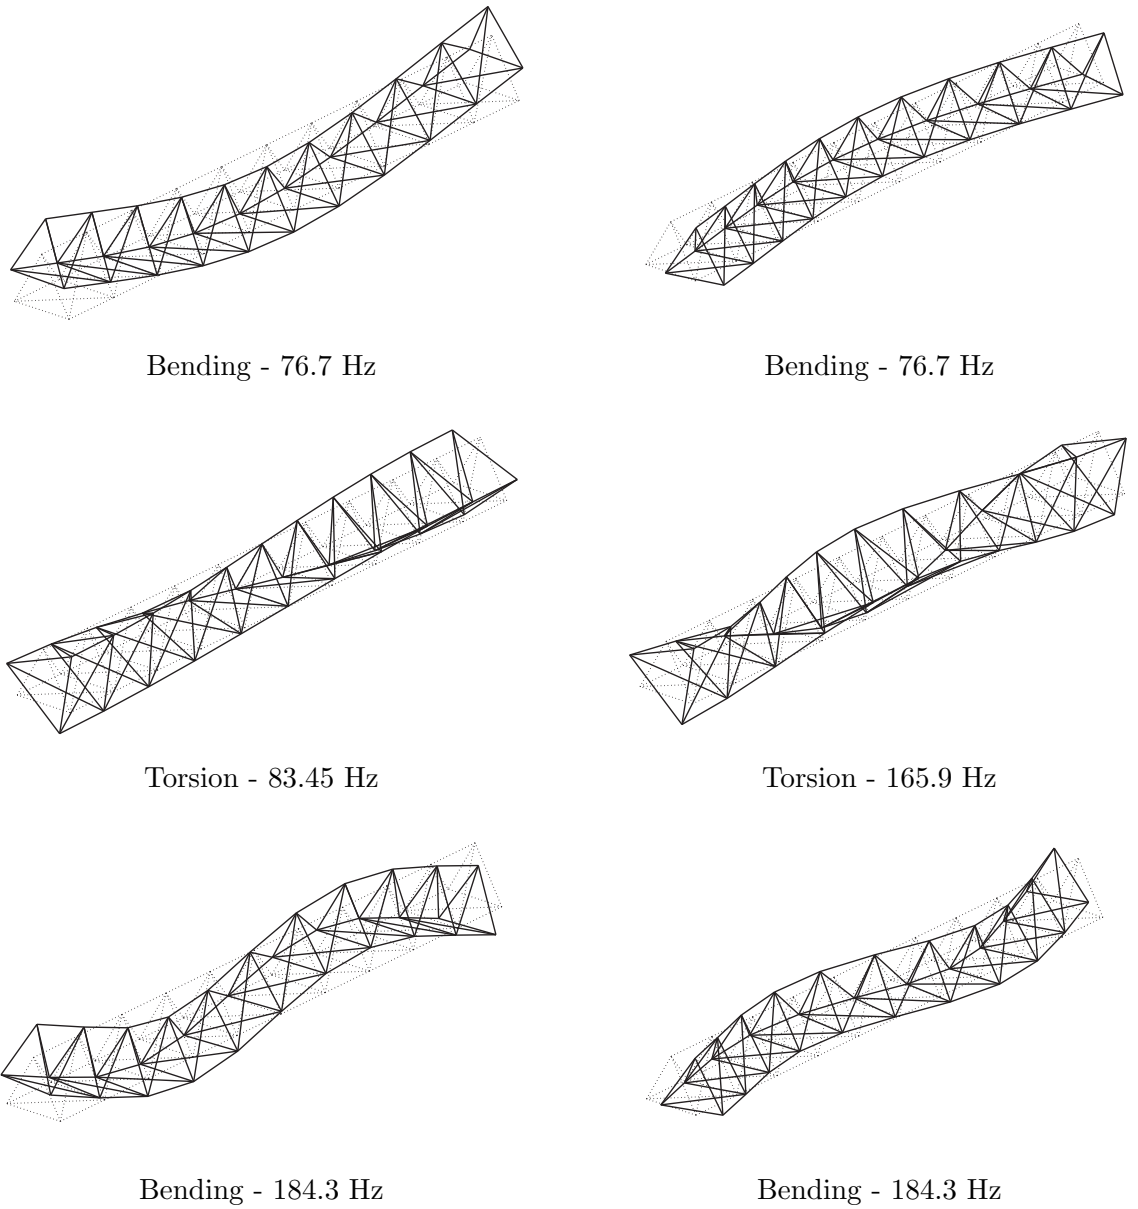 Bending - 76.7 Hz
Bending - 76.7 Hz
Torsion - 83.45 Hz
Torsion - 165.9 Hz
Bending - 184.3 Hz
Bending - 184.3 Hz